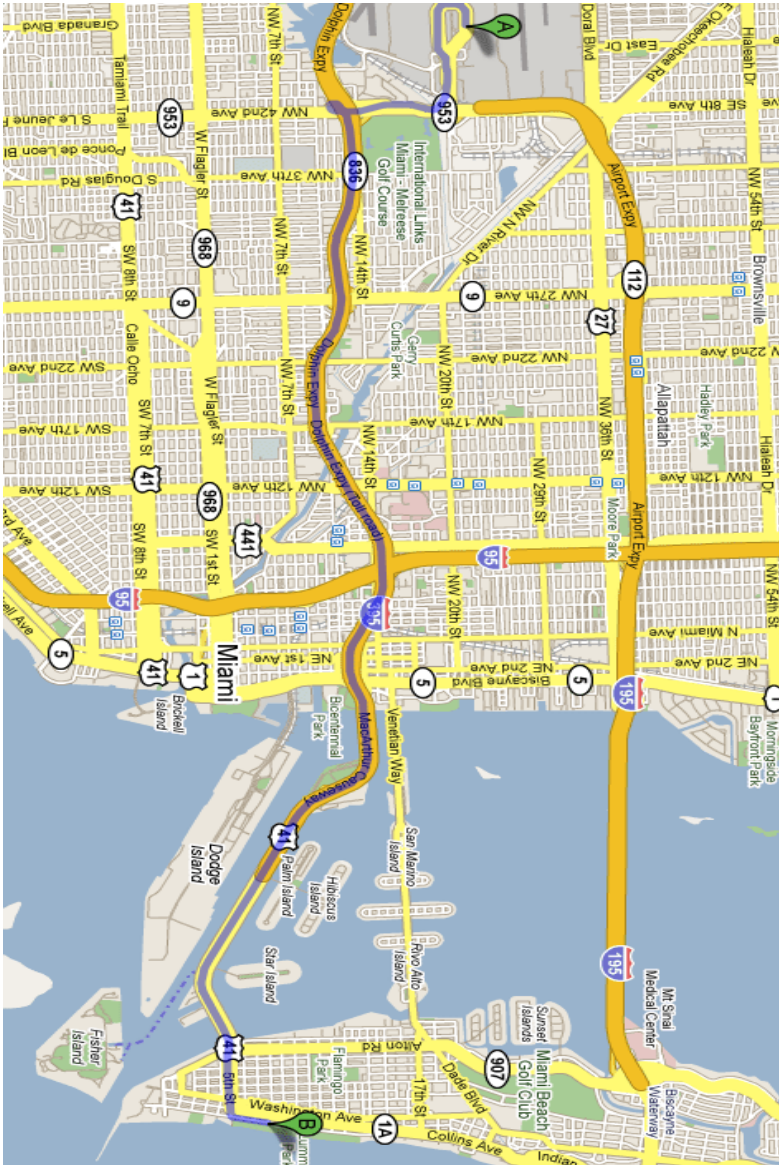 Hialeah Dr
NW 54th St
Hialeah Dr
NW 54th St
1
Morningside
Bayfront Park
Brownsville
Hadley Park
E Okeechobee Rd
SE 8th Ave
East Dr
Allapattah
N Miami Ave
NE 2nd Ave
Mt Sinai
Medical Center
Biscayne
Waterway
112
Airport Expy
Airport Expy
195
195
Moore Park
Doral Blvd
27
NW 36th St
5
Biscayne Blvd
Sunset
Islands
Miami Beach
Golf Club
907
Indian
NW 29th St
NW N River Dr
A
95
9
NW 27th Ave
NW 22nd Ave
NW 17th Ave
NW 20th St
NW 20th St
NE 2nd Ave
Dade Blvd
Collins Ave
953
International Links
Miami - Melreese
Golf Course
Gerry
Curtis Park
5
Venetian Way
San Marino
Island
Rivo Alto
Island
17th St
1A
836
NW 14th St
NW 14th St
395
MacArthur Causeway
Hibiscus
Island
Alton Rd
Flamingo
Park
Dolphin Expy
Dolphin Expy
Dolphin Expy (Toll road)
Bicentennial
Park
Palm Island
Star Island
Washington Ave
B
NW 42nd Ave
NW 37th Ave
NW 7th St
NW 7th St
NW 7th St
NW 12th Ave
NE 1st Ave
41
441
Miami
41
5th St
W Flagler St
968
W Flagler St
968
SW 1st St
1
Dodge
Island
Brickell
Island
953
9
41
Tamiami Trail
41
SW 8th St
Calle Ocho
SW 7th St
41
SW 8th St
95
Fisher
Island
Granada Blvd
S Le Jeune R
Ponce de Leon Bl
S Douglas Rd
SW 22nd Ave
SW 17th Ave
SW 12th Ave
3rd Ave
5
ell Ave